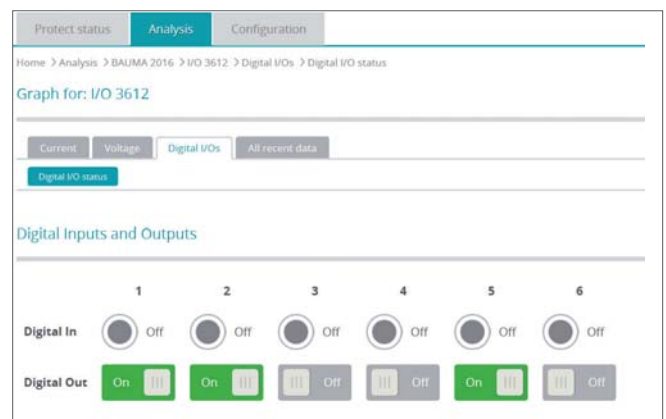 Protect status Analysis Configuration
Home > Analysis > BAUMA 2016 > I/O 3612 > Digital I/Os > Digital I/O status
Graph for: I/O 3612
Current Voltage Digital I/Os All recent data
Digital I/O status
Digital Inputs and Outputs
1 2 3 4 5 6
Digital In Off Off Off Off Off Off
Digital Out On On Off Off On Off